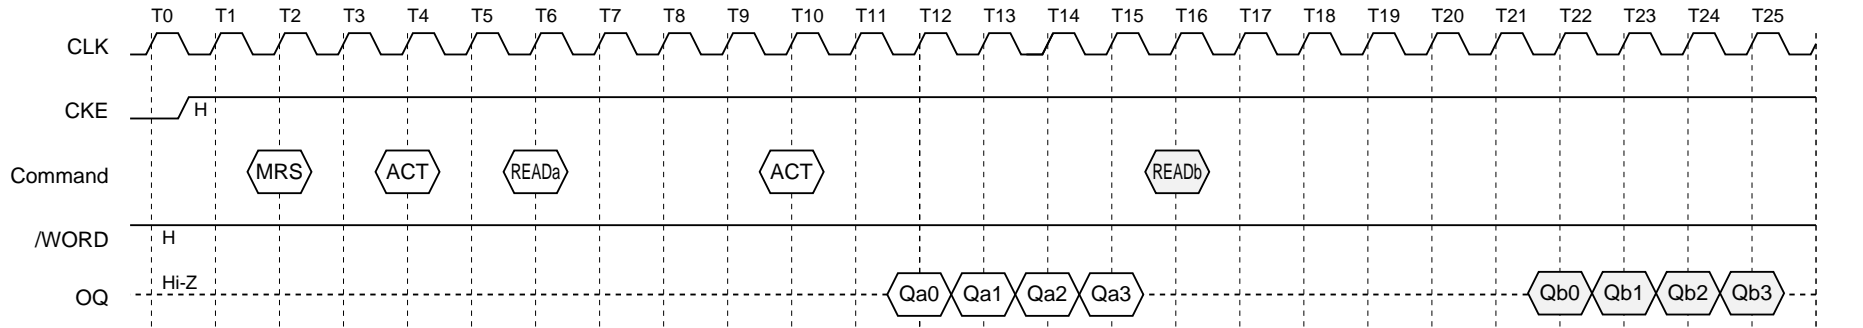 T0 T1 T2 T3 T4 T5 T6 T7 T8 T9 T10 T11 T12 T13 T14 T15 T16 T17 T18 T19 T20 T21 T22 T23 T24 T25
CLK
CKE H
Command MRS ACT READa ACT READb
/WORD H
Hi-Z
OQ Qa0 Qa1 Qa2 Qa3 Qb0 Qb1 Qb2 Qb3